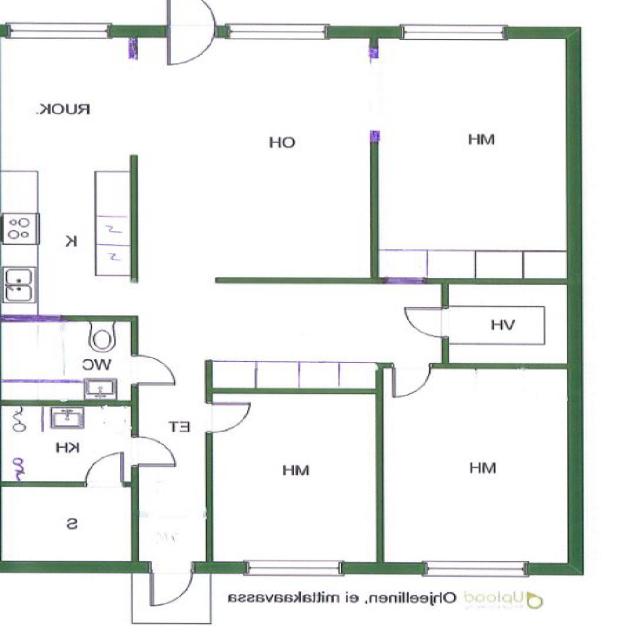 RUOK.
OH
MH
K
VH
WC
ET
KH
MH
MH
S
Upload Ohjeellinen, ei mittakaavassa